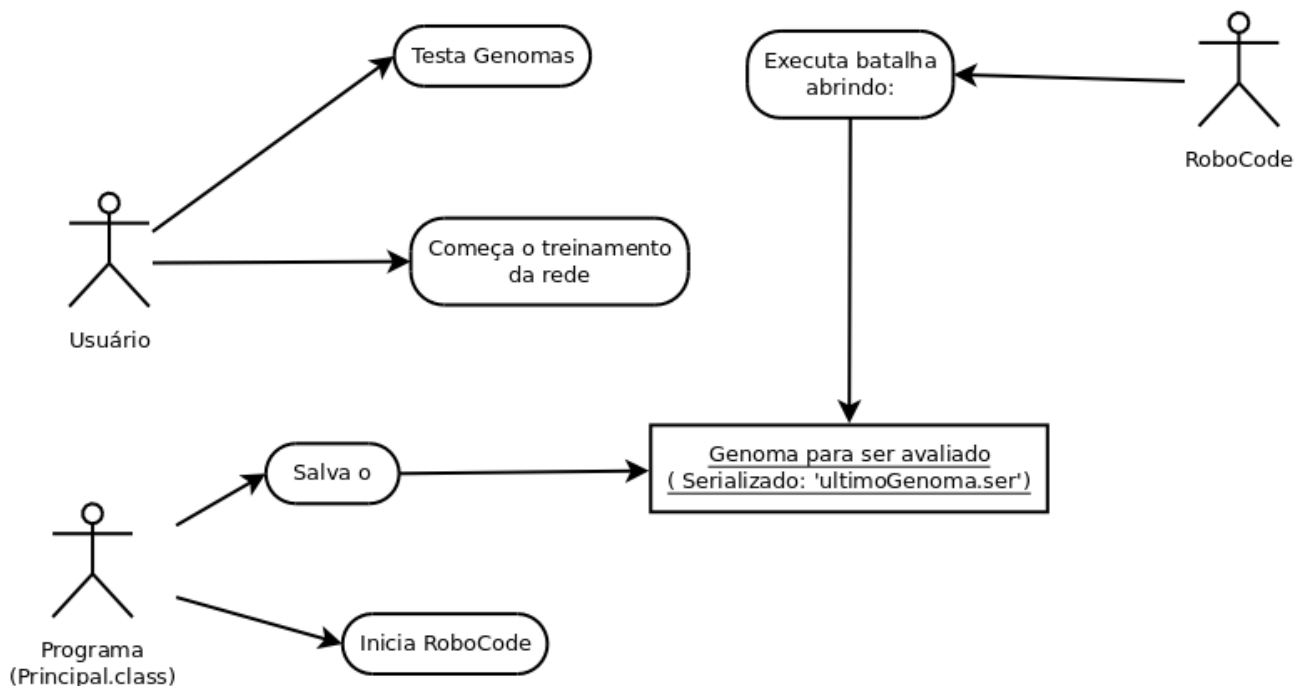 Testa Genomas
Executa batalha
abrindo:
RoboCode
Começa o treinamento
da rede
Usuário
Genoma para ser avaliado
( Serializado: 'ultimoGenoma.ser')
Salva o
Inicia RoboCode
Programa
(Principal.class)